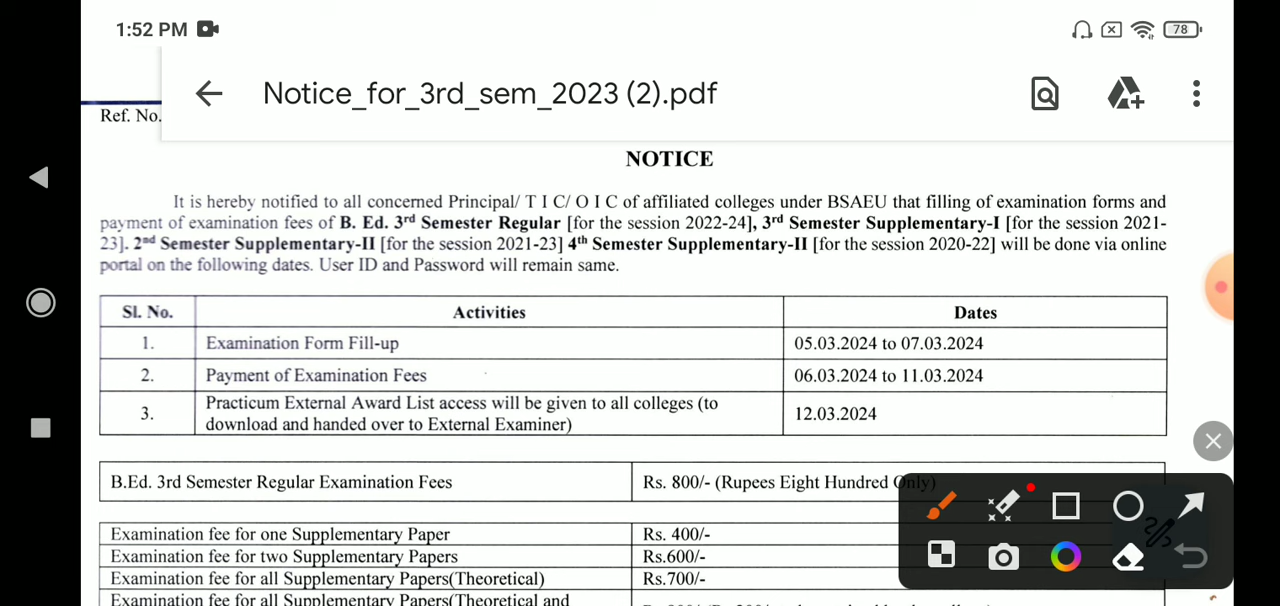 1:52 PM
78
Notice_for_3rd_sem_2023 (2).pdf
Ref. No.
NOTICE
It is hereby notified to all concerned Principal/ T I C/ O I C of affiliated colleges under BSAEU that filling of examination forms and
payment of examination fees of B. Ed. 3rd Semester Regular [for the session 2022-24], 3rd Semester Supplementary-I [for the session 2021-
23]. 2nd Semester Supplementary-II [for the session 2021-23] 4th Semester Supplementary-II [for the session 2020-22] will be done via online
portal on the following dates. User ID and Password will remain same.
Sl. No. Activities Dates
1. Examination Form Fill-up 05.03.2024 to 07.03.2024
2. Payment of Examination Fees 06.03.2024 to 11.03.2024
3. Practicum External Award List access will be given to all colleges (to
download and handed over to External Examiner) 12.03.2024
B.Ed. 3rd Semester Regular Examination Fees Rs. 800/- (Rupees Eight Hundred Only)
Examination fee for one Supplementary Paper Rs. 400/-
Examination fee for two Supplementary Papers Rs.600/-
Examination fee for all Supplementary Papers(Theoretical) Rs.700/-
Examination fee for all Supplementary Papers(Theoretical and